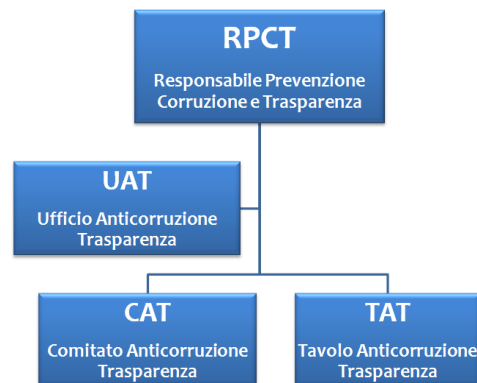 RPCT
Responsabile Prevenzione
Corruzione e Trasparenza
UAT
Ufficio Anticorruzione
Trasparenza
CAT
Comitato Anticorruzione
Trasparenza
TAT
Tavolo Anticorruzione
Trasparenza